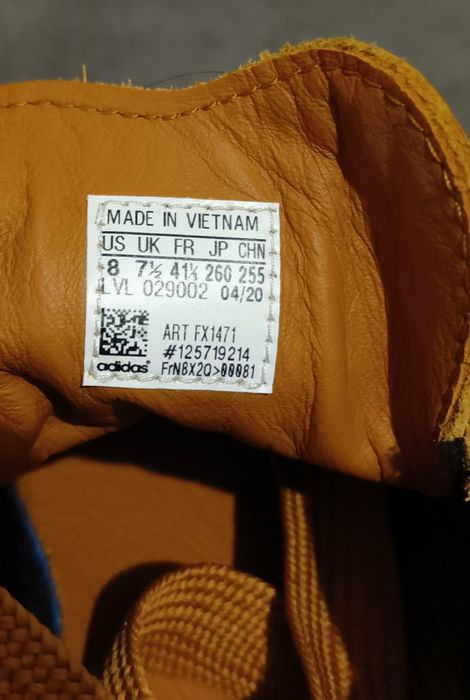 MADE IN VIETNAM
US UK FR JP CHN
8 7½ 41⅓ 260 255
LVL 029002 04/20
ART FX1471
#125719214
adidas® FrN8X2Q>00081